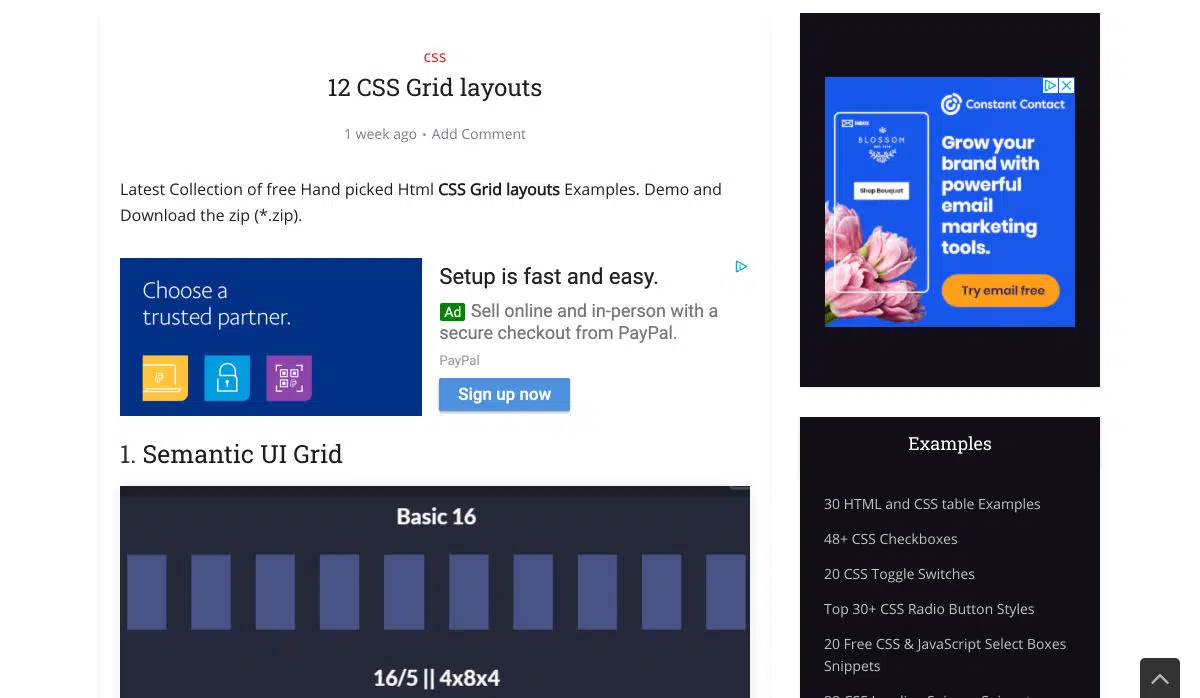 CSS
12 CSS Grid layouts
1 week ago • Add Comment
Latest Collection of free Hand picked Html CSS Grid layouts Examples. Demo and
Download the zip (*.zip).
Choose a
trusted partner.
Setup is fast and easy.
Ad Sell online and in-person with a
secure checkout from PayPal.
PayPal
Sign up now
1. Semantic UI Grid
Basic 16
16/5 || 4x8x4
Constant Contact
INBOX
BLOSSOM
Shop Bouquet
Grow your
brand with
powerful
email
marketing
tools.
Try email free
Examples
30 HTML and CSS table Examples
48+ CSS Checkboxes
20 CSS Toggle Switches
Top 30+ CSS Radio Button Styles
20 Free CSS & JavaScript Select Boxes
Snippets